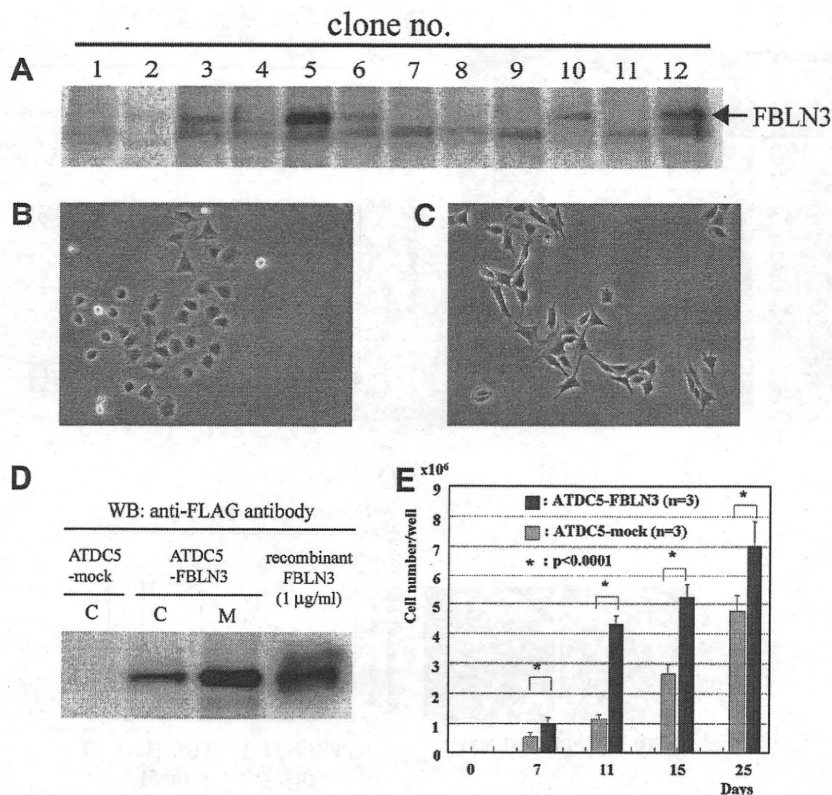 clone no.
A
1 2 3 4 5 6 7 8 9 10 11 12
FBLN3
B
C
D
WB: anti-FLAG antibody
ATDC5
-mock
ATDC5
-FBLN3
recombinant
FBLN3
(1 µg/ml)
C C M
E
x10⁶
Cell number/well
9
8
7
6
5
4
3
2
1
0
: ATDC5-FBLN3 (n=3)
: ATDC5-mock (n=3)
* : p<0.0001
* * * *
0 7 11 15 25
Days